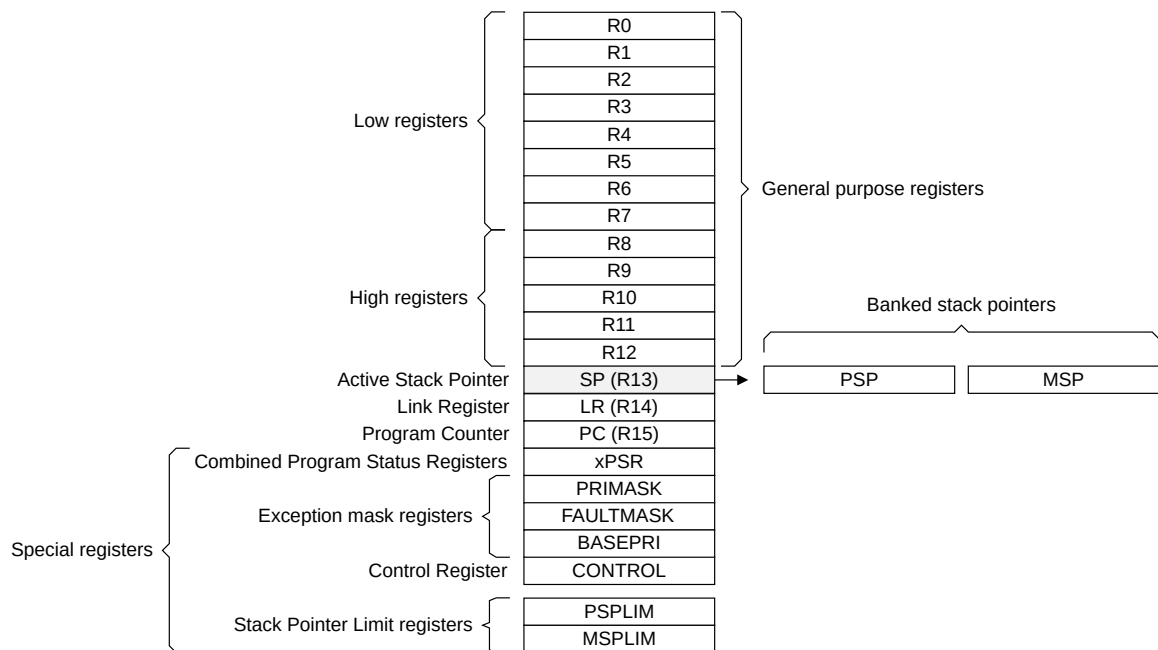 R0
R1
R2
R3
Low registers
R4
R5
R6
General purpose registers
R7
R8
R9
High registers
R10
Banked stack pointers
R11
R12
Active Stack Pointer SP (R13) PSP MSP
Link Register LR (R14)
Program Counter PC (R15)
Combined Program Status Registers xPSR
PRIMASK
Exception mask registers FAULTMASK
BASEPRI
Special registers
Control Register CONTROL
PSPLIM
Stack Pointer Limit registers
MSPLIM